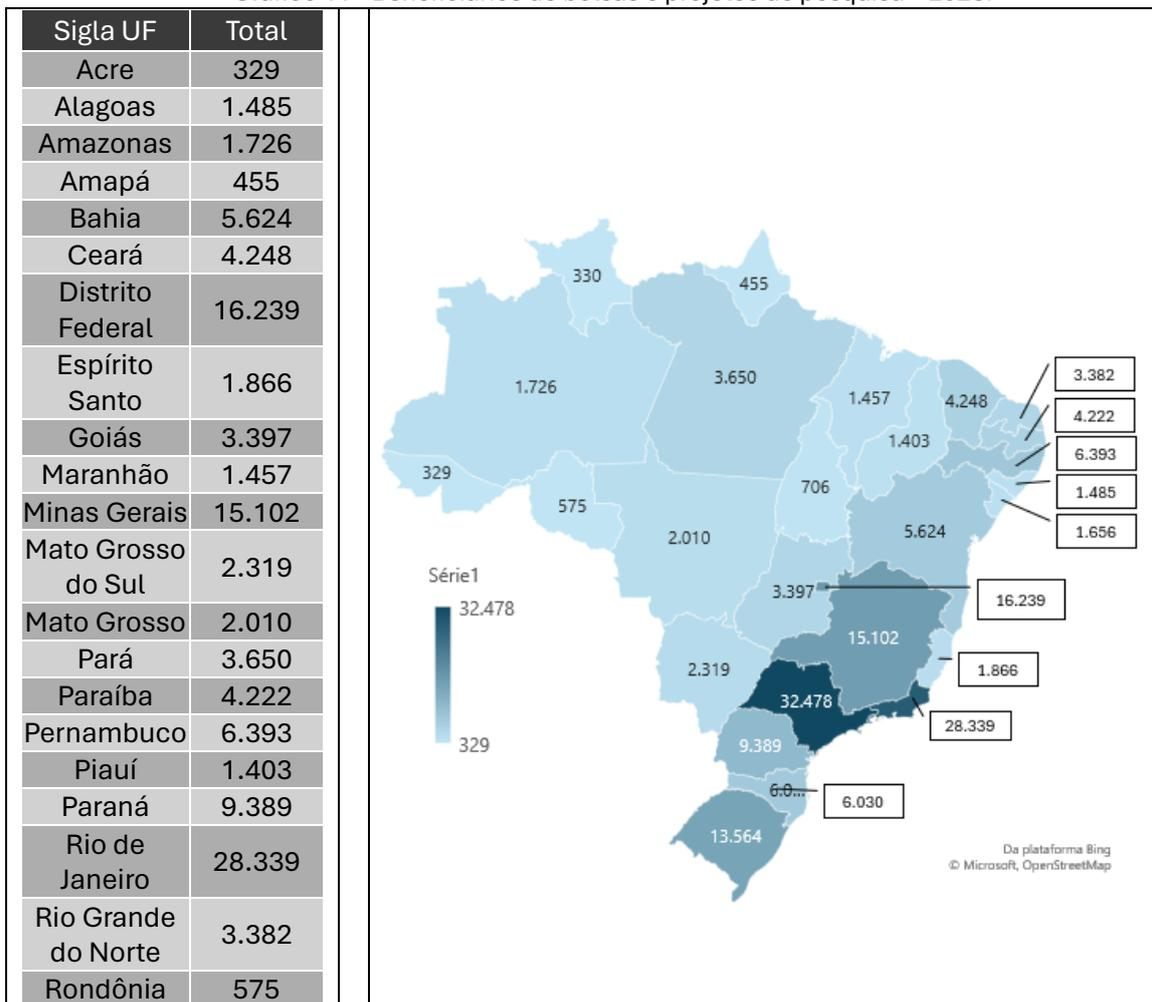 Sigla UF Total
Acre 329
Alagoas 1.485
Amazonas 1.726
Amapá 455
Bahia 5.624
Ceará 4.248
Distrito
Federal 16.239
Espírito
Santo 1.866
Goiás 3.397
Maranhão 1.457
Minas Gerais 15.102
Mato Grosso
do Sul 2.319
Mato Grosso 2.010
Pará 3.650
Paraíba 4.222
Pernambuco 6.393
Piauí 1.403
Paraná 9.389
Rio de
Janeiro 28.339
Rio Grande
do Norte 3.382
Rondônia 575
330
455
1.726
3.650
1.457
4.248
1.403
3.382
4.222
6.393
1.485
1.656
329
575
706
2.010
5.624
Série1
32.478
329
3.397
16.239
15.102
1.866
2.319
32.478
28.339
9.389
6.0...
6.030
13.564
Da plataforma Bing
© Microsoft, OpenStreetMap